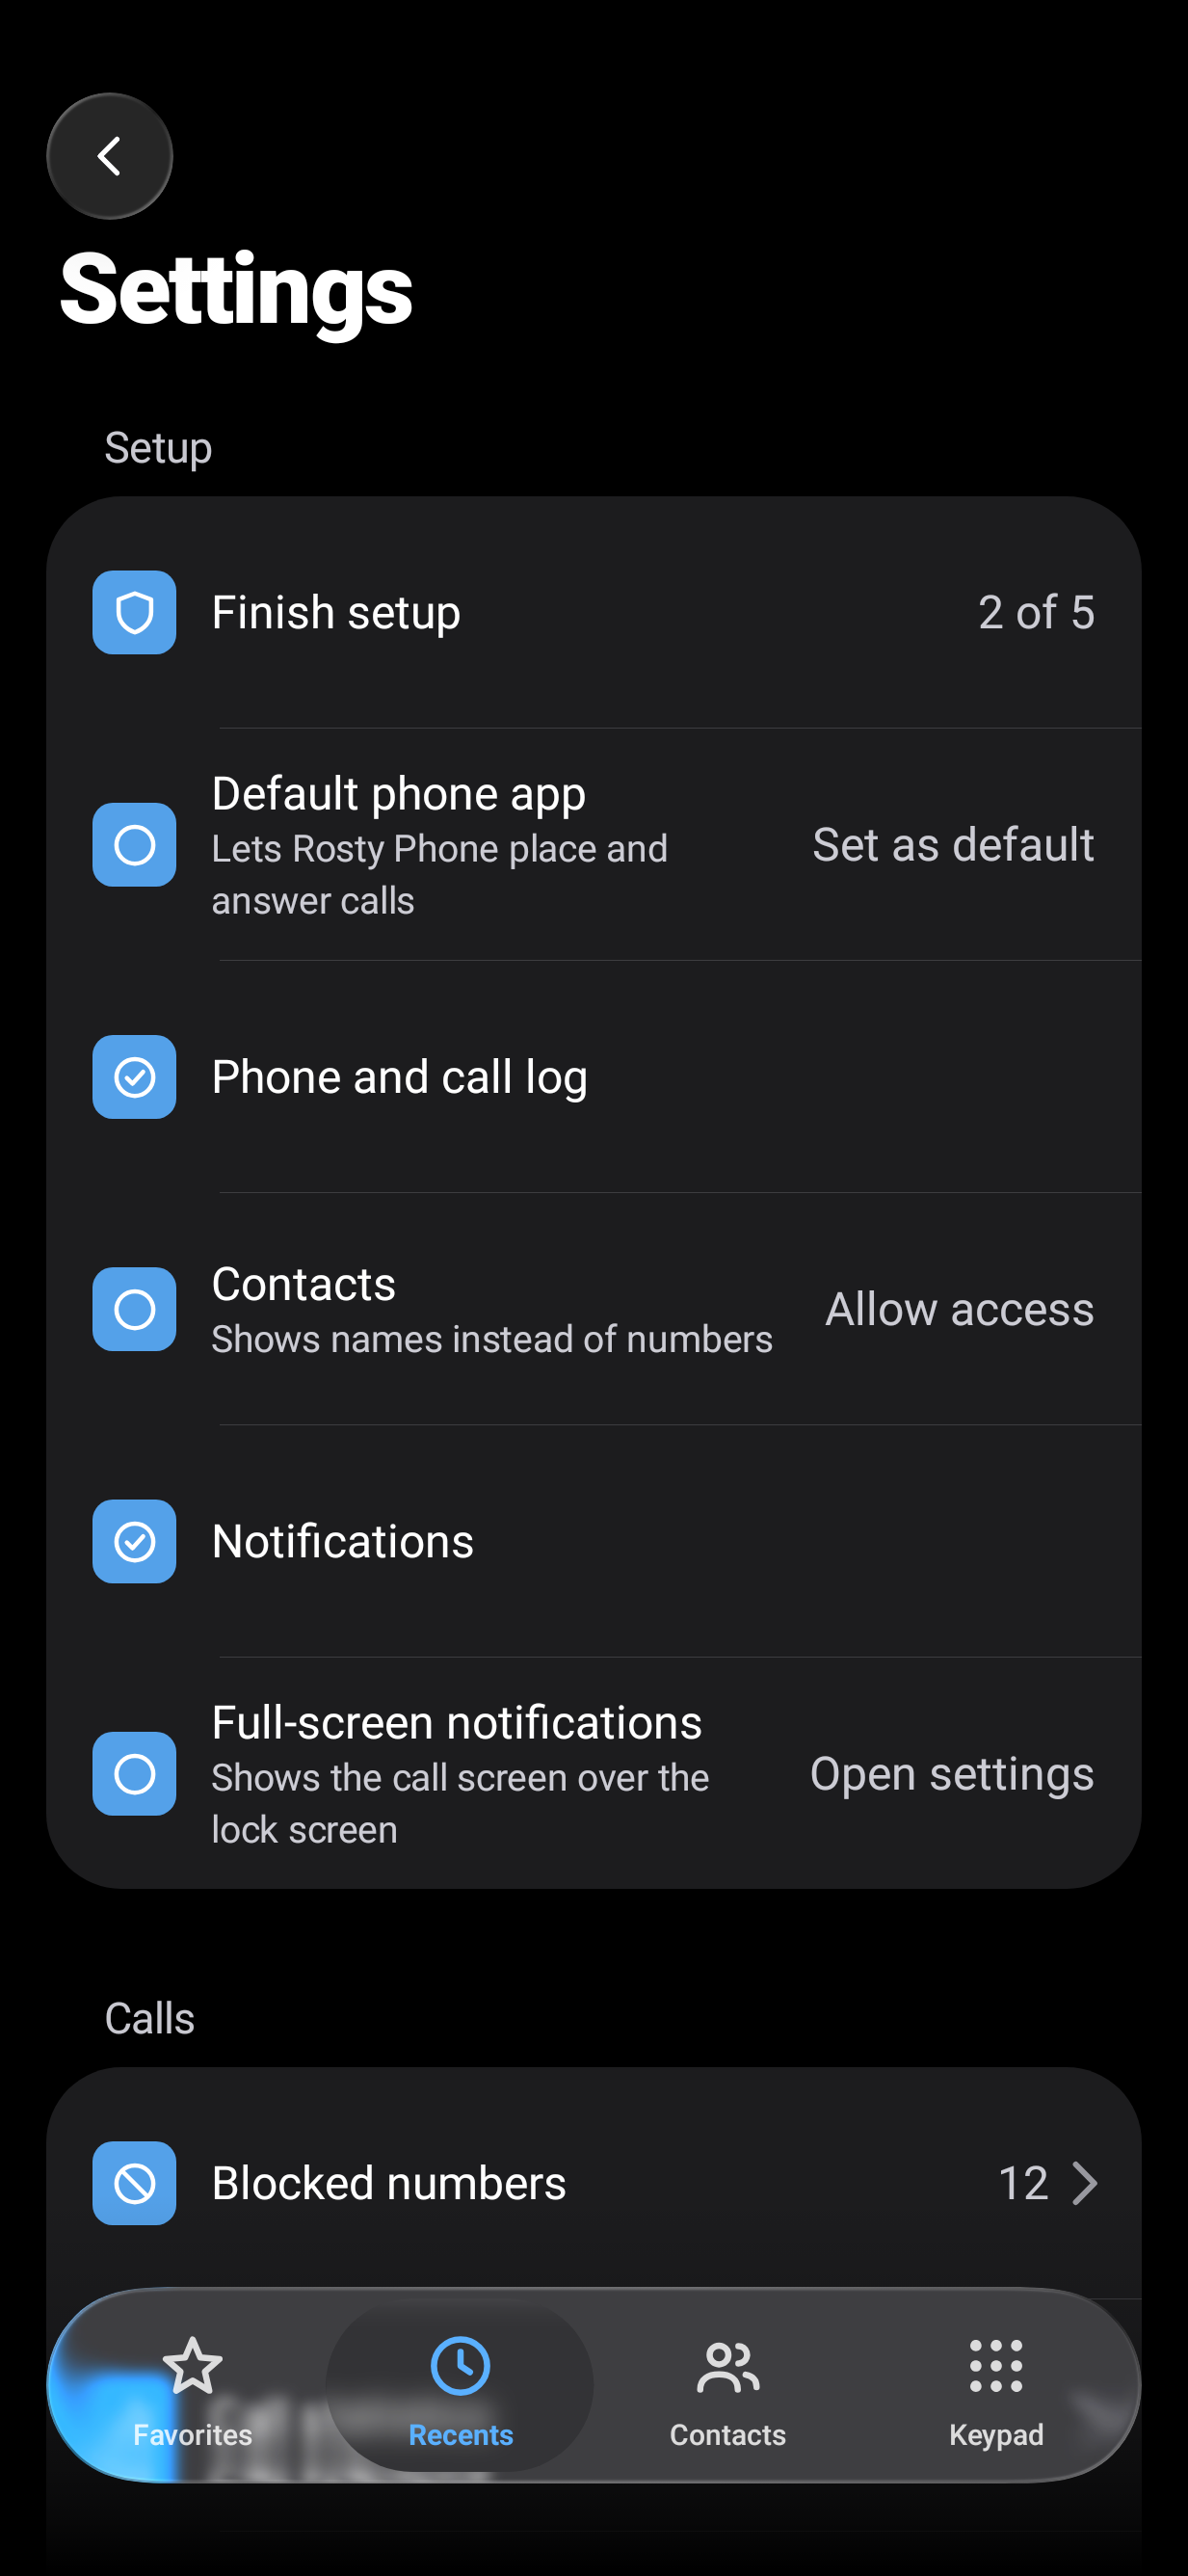 Settings
Setup
Finish setup
2 of 5
Default phone app
Lets Rosty Phone place and
answer calls
Set as default
Phone and call log
Contacts
Shows names instead of numbers
Allow access
Notifications
Full-screen notifications
Shows the call screen over the
lock screen
Open settings
Calls
Blocked numbers
12
Favorites
Recents
Contacts
Keypad